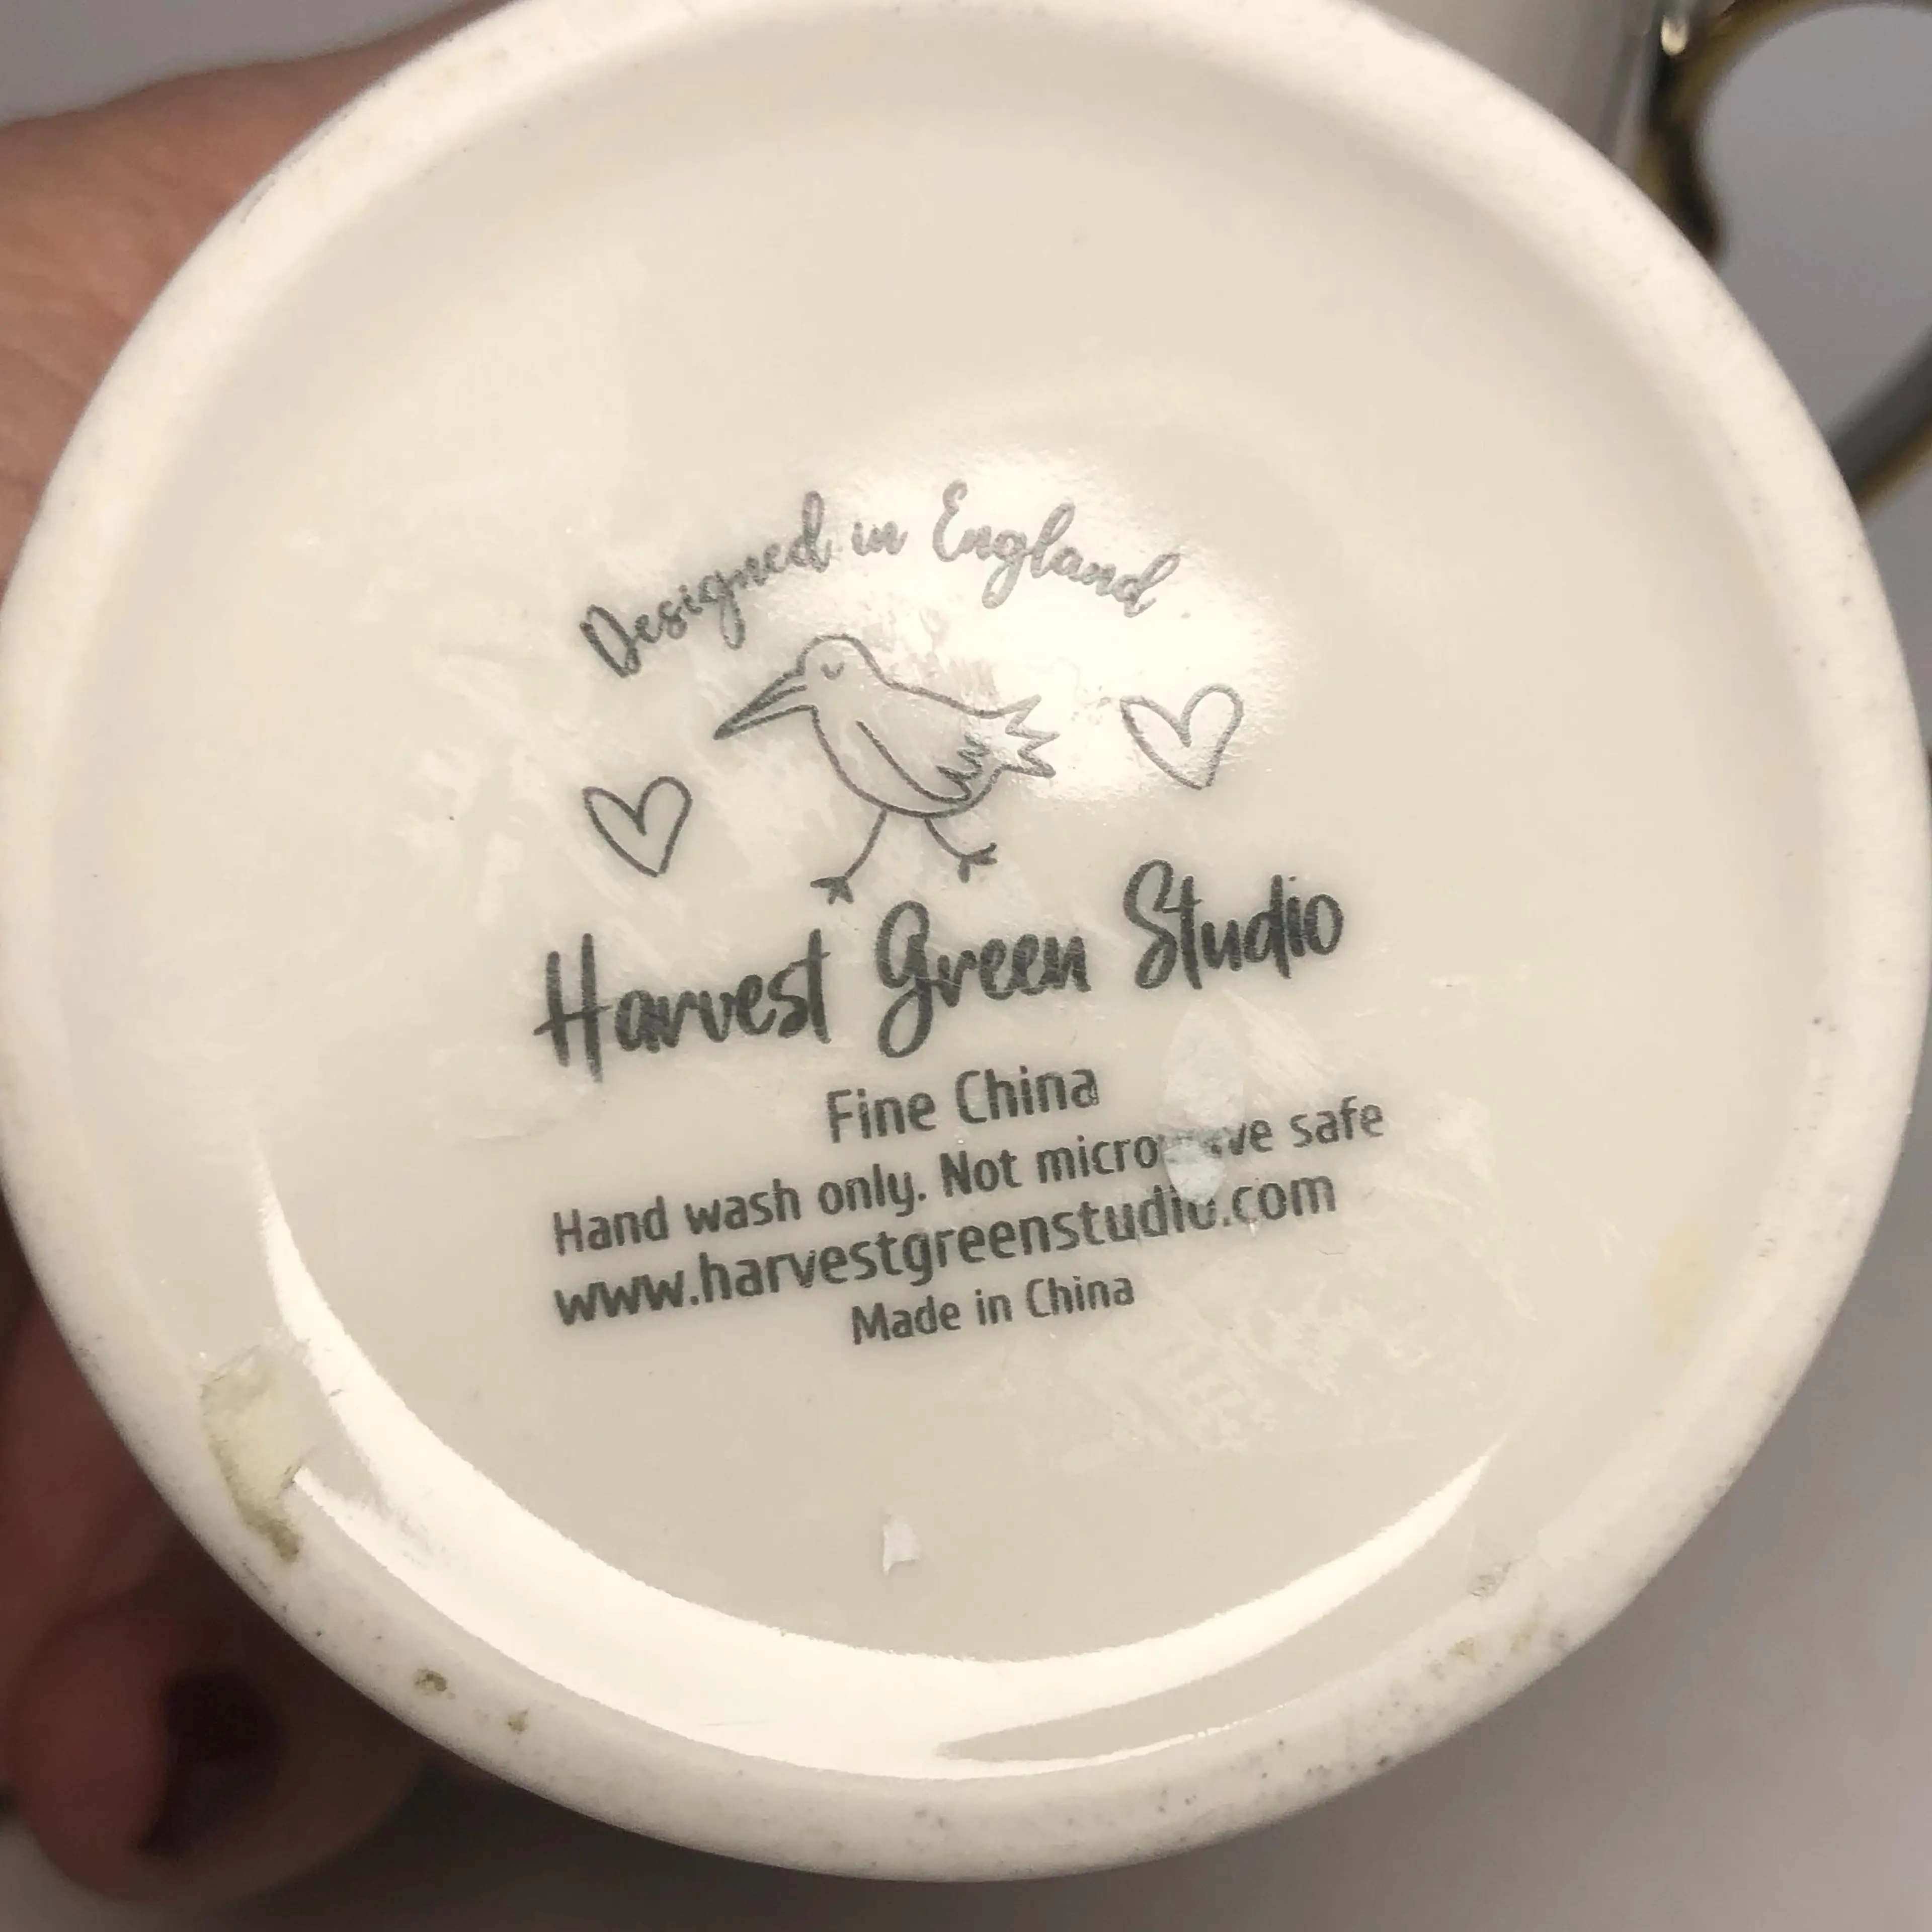 Designed in England
Harvest Green Studio
Fine China
Hand wash only. Not microwave safe
www.harvestgreenstudio.com
Made in China